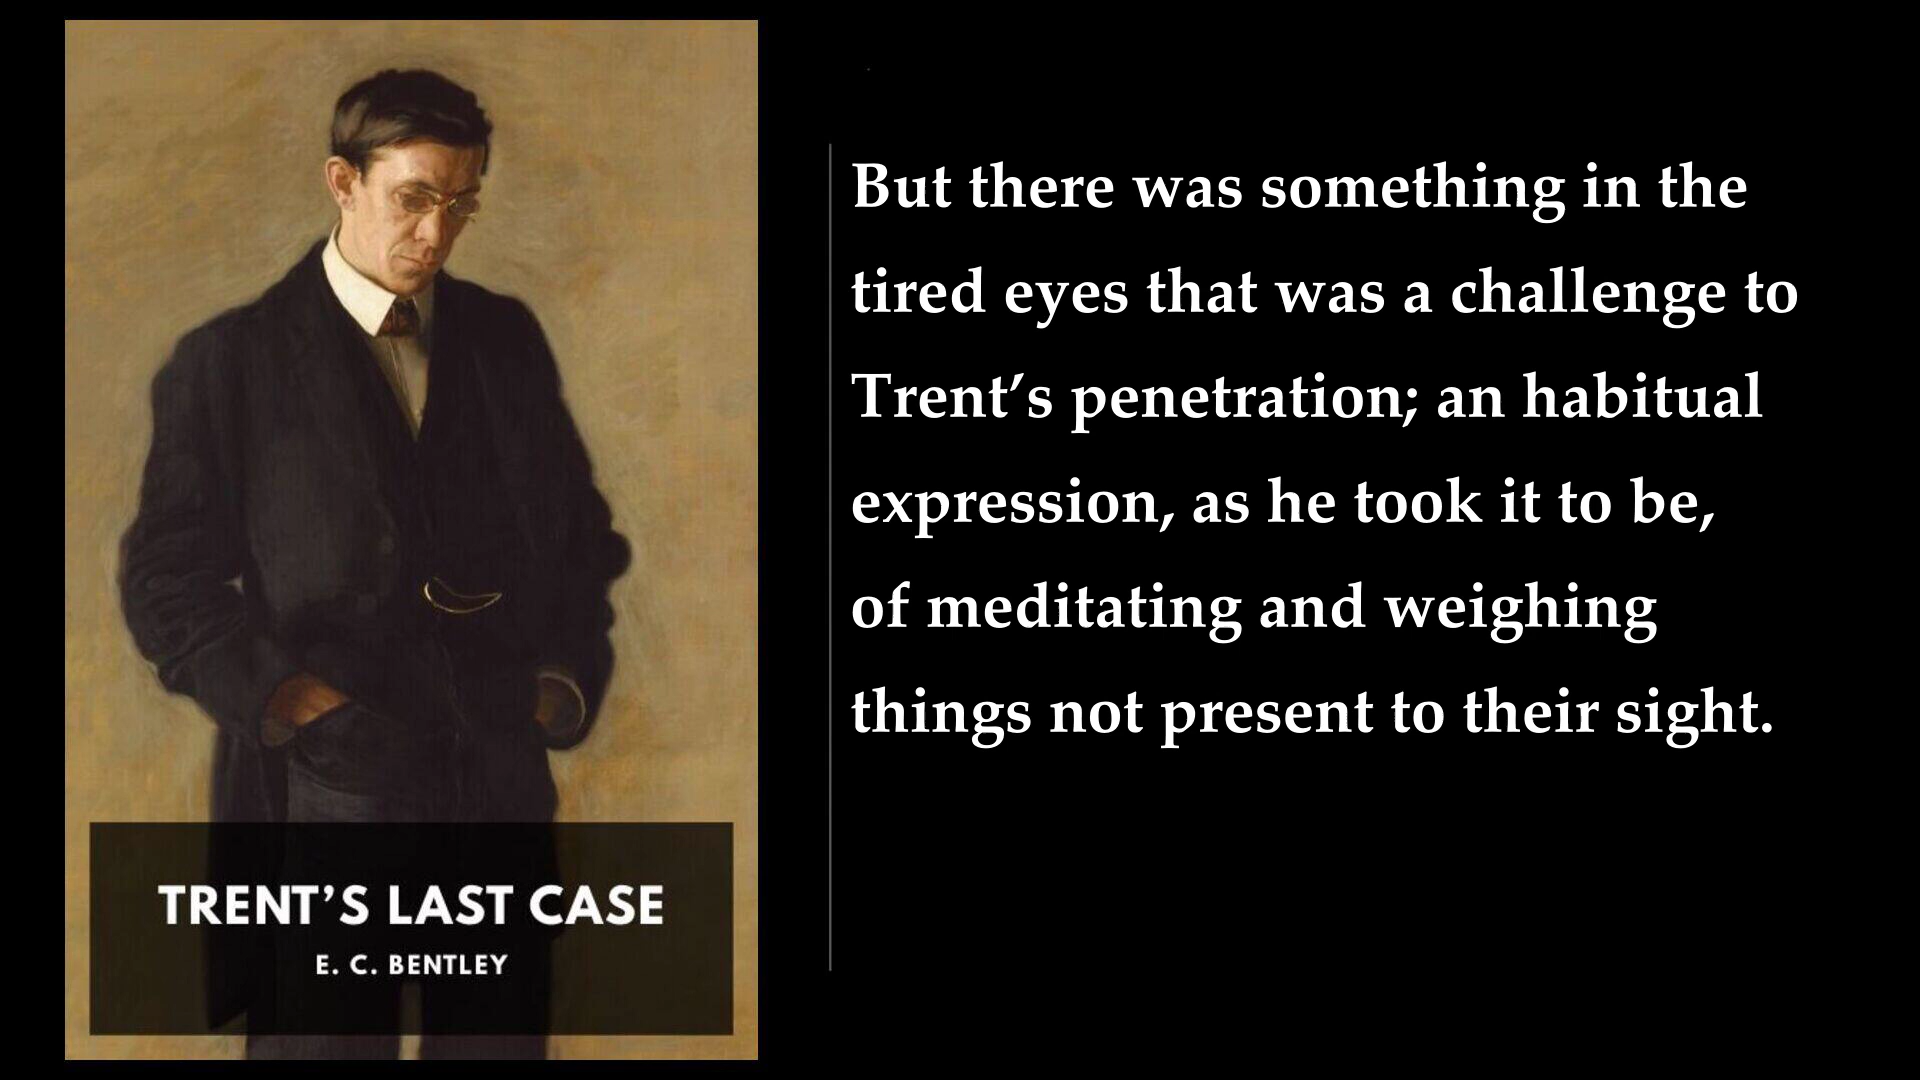 But there was something in the
tired eyes that was a challenge to
Trent’s penetration; an habitual
expression, as he took it to be,
of meditating and weighing
things not present to their sight.
TRENT’S LAST CASE
E. C. BENTLEY